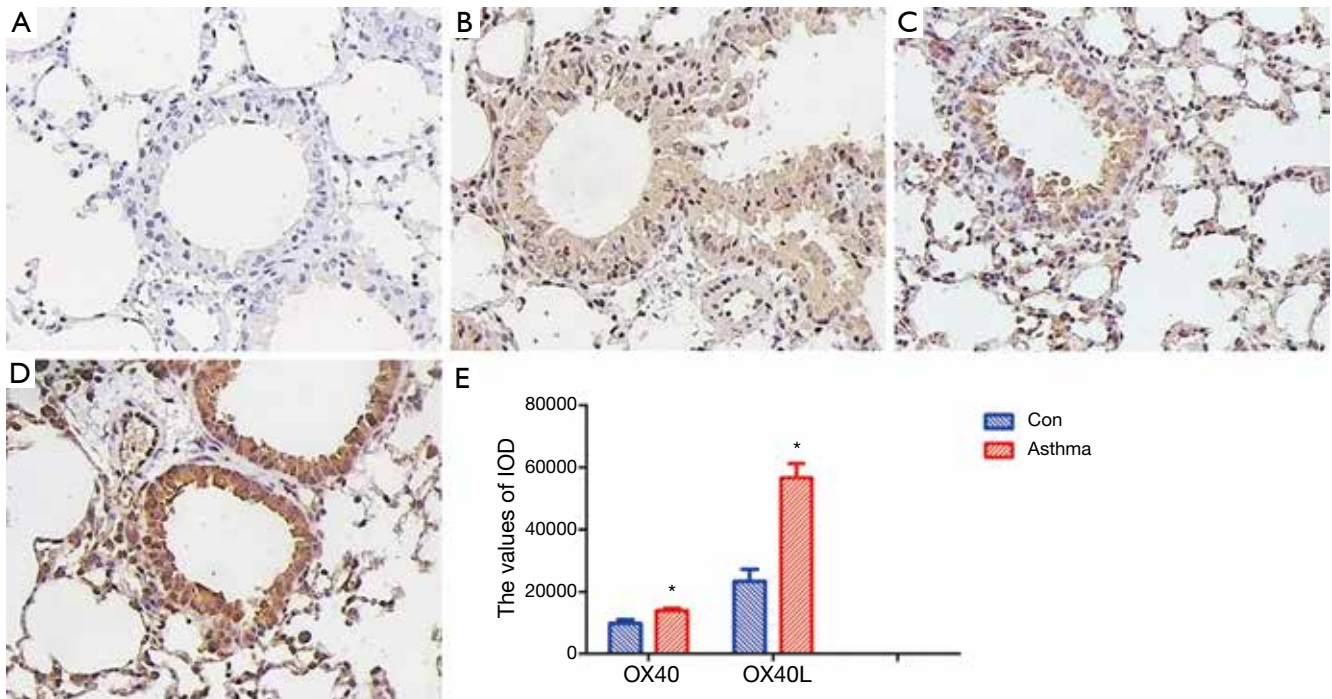 A
B
C
D
E
The values of IOD
80000
60000
40000
20000
0
*
*
OX40
OX40L
Con
Asthma